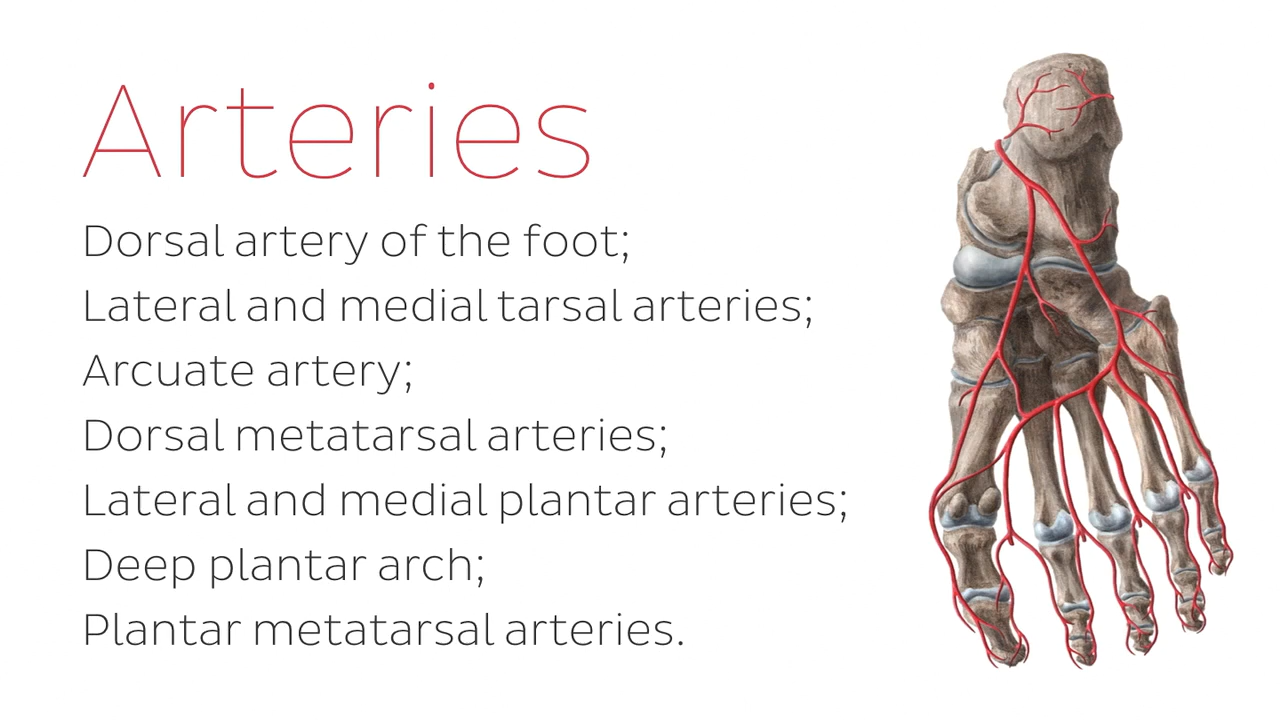 Arteries
Dorsal artery of the foot;
Lateral and medial tarsal arteries;
Arcuate artery;
Dorsal metatarsal arteries;
Lateral and medial plantar arteries;
Deep plantar arch;
Plantar metatarsal arteries.